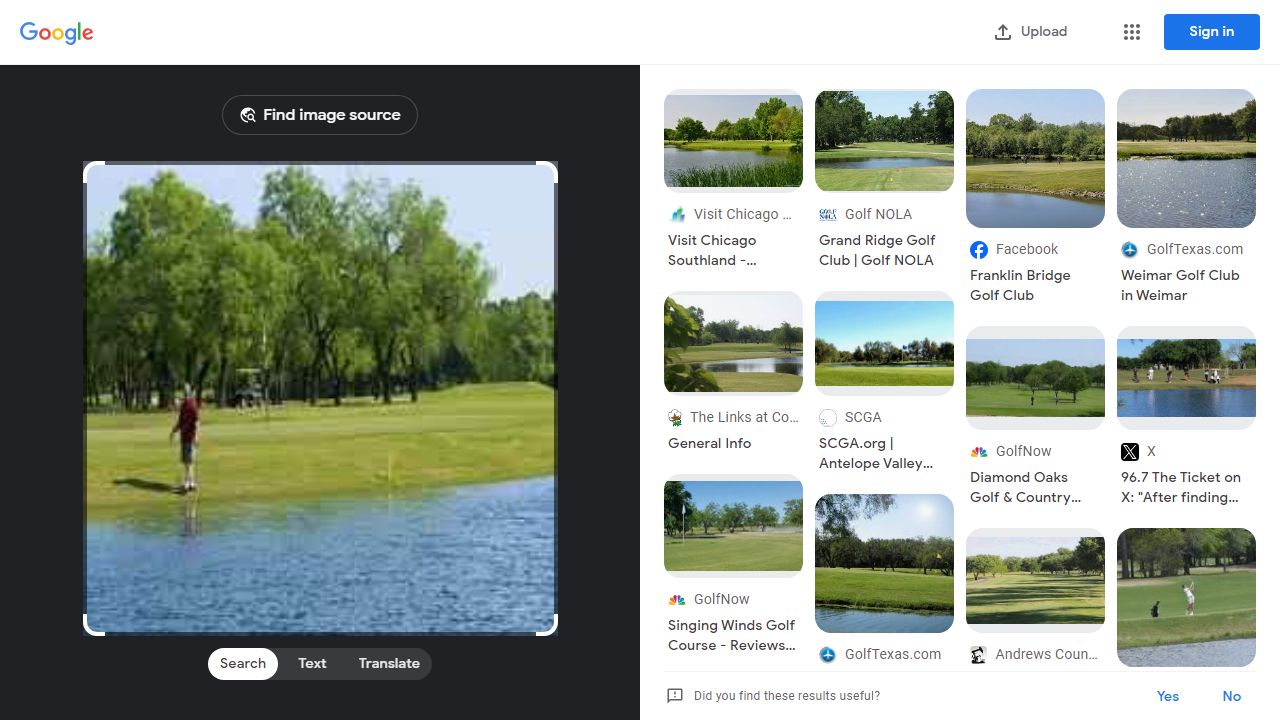 Google
Upload
Sign in
Find image source
Search
Text
Translate
Visit Chicago ...
Visit Chicago
Southland -...
Golf NOLA
Grand Ridge Golf
Club | Golf NOLA
Facebook
Franklin Bridge
Golf Club
GolfTexas.com
Weimar Golf Club
in Weimar
The Links at Co...
General Info
SCGA
SCGA.org |
Antelope Valley...
GolfNow
Diamond Oaks
Golf & Country...
X
96.7 The Ticket on
X: "After finding...
GolfNow
Singing Winds Golf
Course - Reviews...
GolfTexas.com
Andrews Coun...
Did you find these results useful?
Yes
No